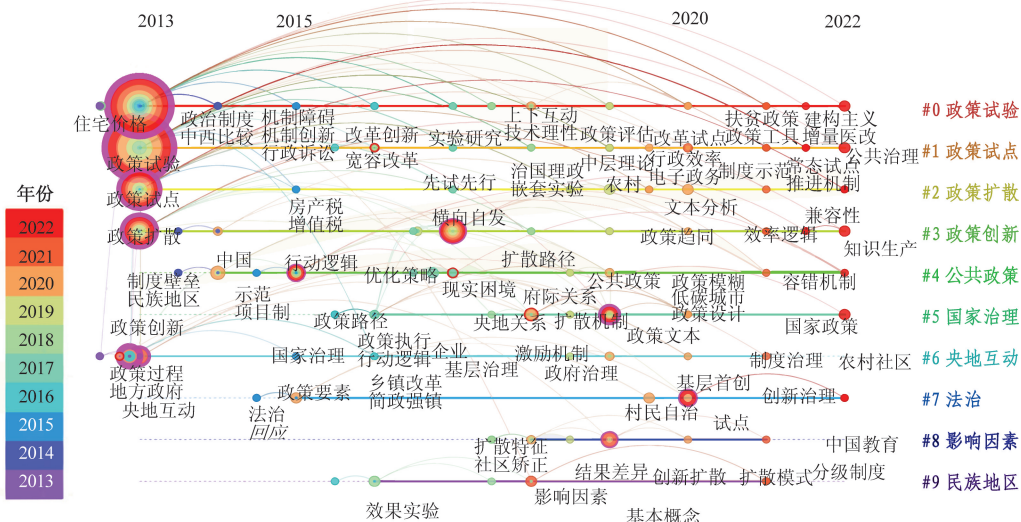 2013
2015
2020
2022
住宅价格
政治制度
中西比较
机制障碍
机制创新
行政诉讼
改革创新
宽容改革
实验研究
上下互动
技术理性
政策评估
改革试点
行政效率
电子政务
扶贫政策
建构主义
政策工具
增量医改
公共治理
#0 政策试验
#1 政策试点
政策试验
政策试点
先试先行
治国理政
嵌套实验
中层理论
农村
制度示范
常态试点
推进机制
#2 政策扩散
房产税
增值税
文本分析
兼容性
政策扩散
横向自发
政策趋同
效率逻辑
知识生产
#3 政策创新
中国
行动逻辑
制度壁垒
民族地区
示范
项目制
优化策略
扩散路径
现实困境
公共政策
府际关系
政策模糊
低碳城市
政策设计
容错机制
#4 公共政策
政策创新
政策路径
政策执行
行动逻辑
央地关系
扩散机制
政策文本
国家政策
#5 国家治理
政策过程
地方政府
央地互动
国家治理
企业
基层治理
激励机制
政府治理
制度治理
农村社区
#6 央地互动
法治
回应
政策要素
乡镇改革
简政强镇
村民自治
基层首创
试点
创新治理
#7 法治
扩散特征
社区矫正
中国教育
#8 影响因素
结果差异
创新扩散
扩散模式
分级制度
影响因素
效果实验
基本概念
#9 民族地区
年份
2022
2021
2020
2019
2018
2017
2016
2015
2014
2013